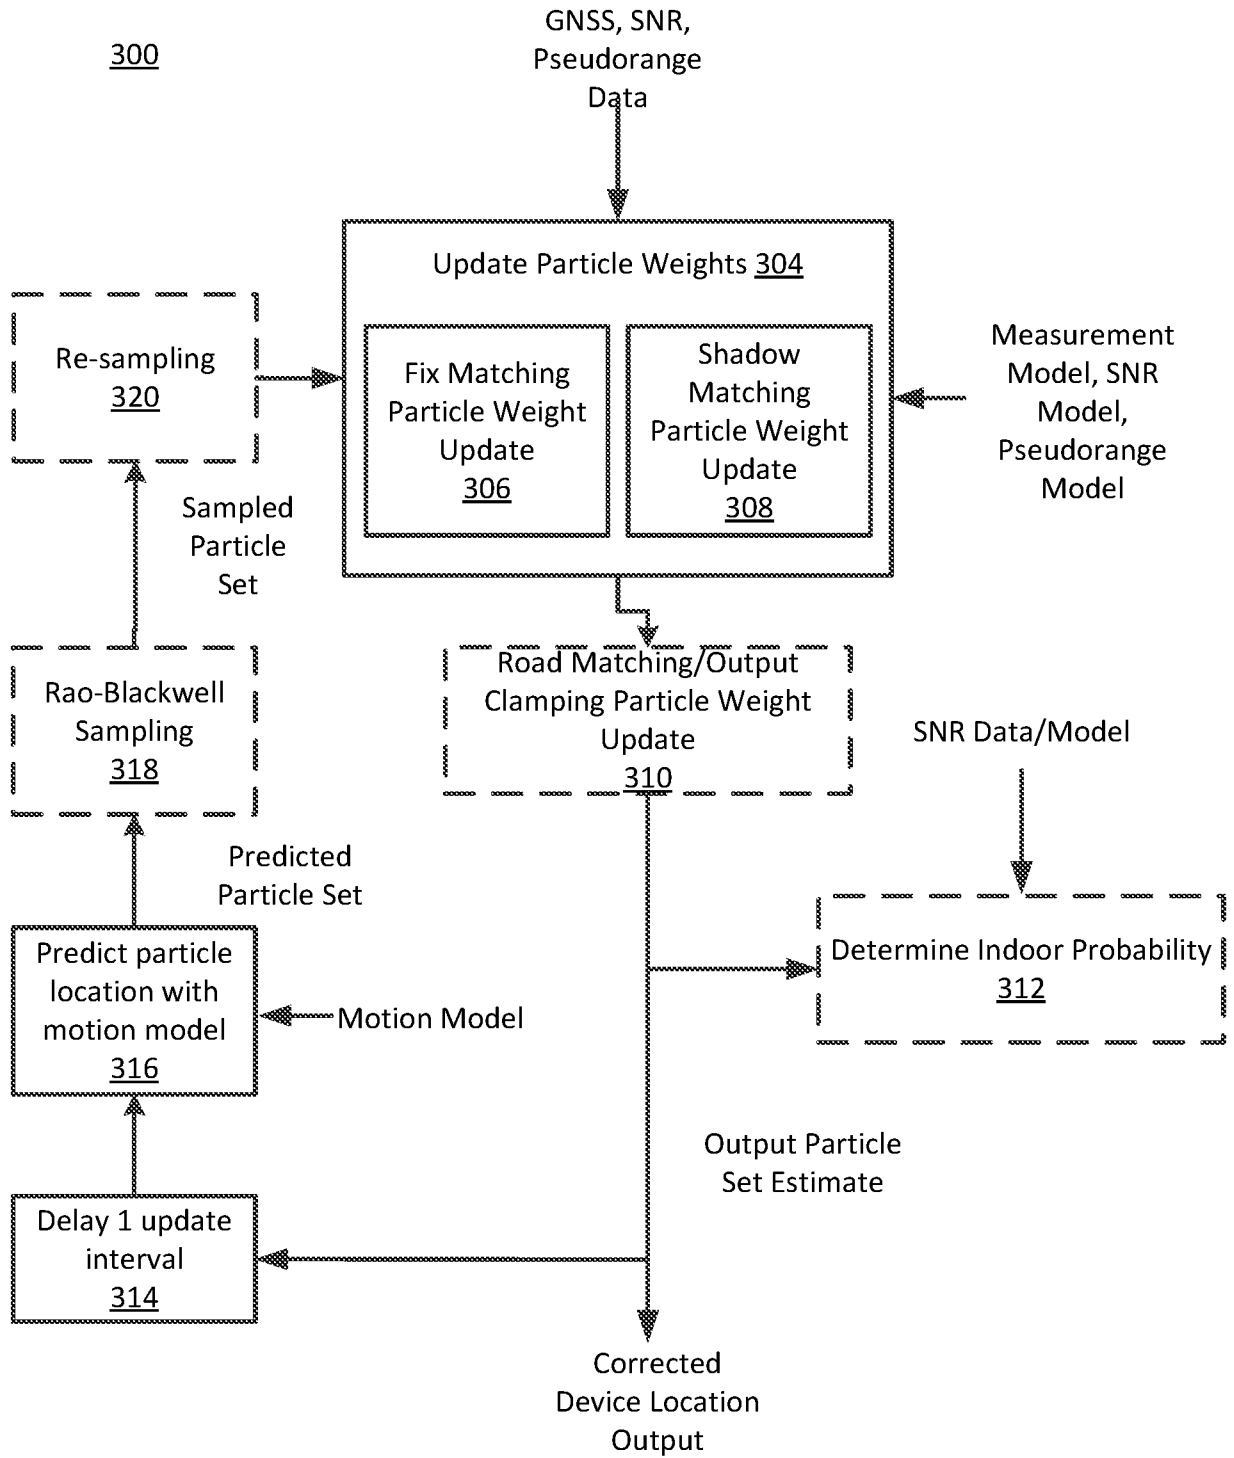 300
GNSS, SNR,
Pseudorange
Data
Update Particle Weights 304
Re-sampling
320
Fix Matching
Particle Weight
Update
306
Shadow
Matching
Particle Weight
Update
308
Measurement
Model, SNR
Model,
Pseudorange
Model
Sampled
Particle
Set
Rao-Blackwell
Sampling
318
Road Matching/Output
Clamping Particle Weight
Update
310
SNR Data/Model
Predicted
Particle Set
Predict particle
location with
motion model
316
Motion Model
Determine Indoor Probability
312
Output Particle
Set Estimate
Delay 1 update
interval
314
Corrected
Device Location
Output